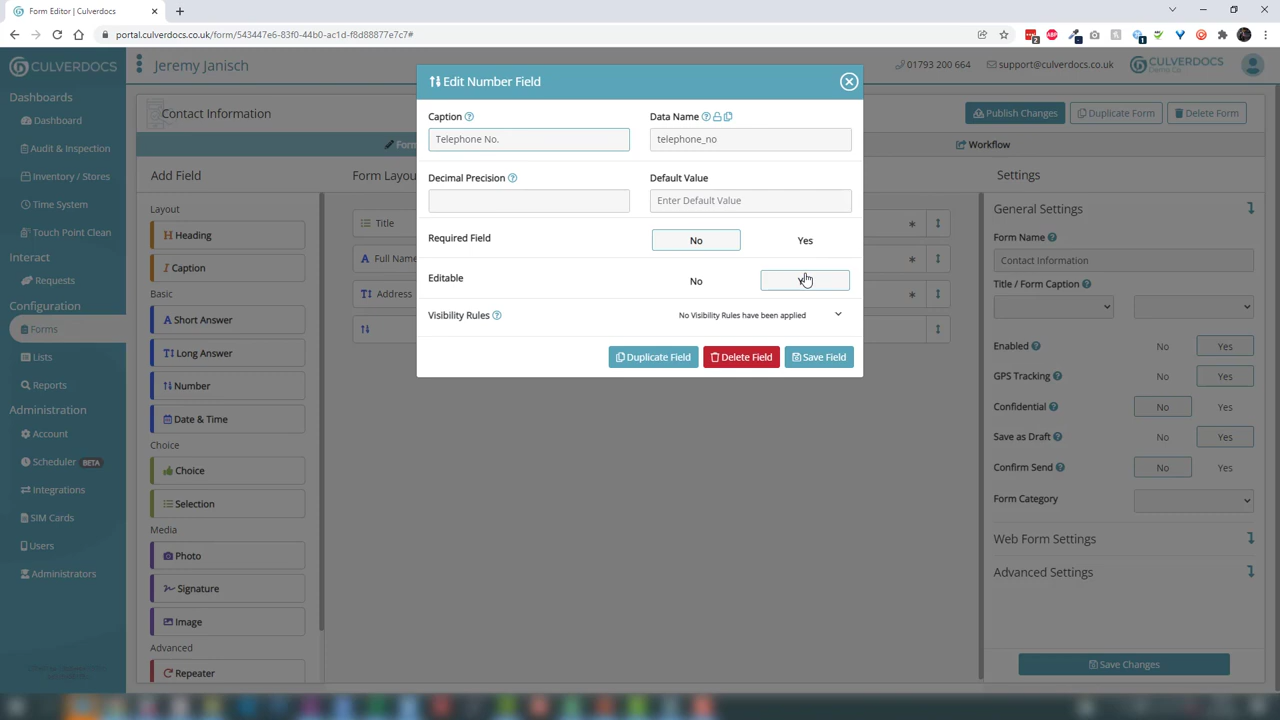 Form Editor | Culverdocs
portal.culverdocs.co.uk/form/543447e6-83f0-44b0-ac1d-f8d88877e7c7#
CULVERDOCS
Jeremy Janisch
01793 200 664
support@culverdocs.co.uk
CULVERDOCS
Dashboards
Dashboard
Audit & Inspection
Inventory / Stores
Time System
Touch Point Clean
Interact
Requests
Configuration
Forms
Lists
Reports
Administration
Account
Scheduler BETA
Integrations
SIM Cards
Users
Administrators
Contact Information
Publish Changes
Duplicate Form
Delete Form
Form
Workflow
Add Field
Layout
Heading
Caption
Basic
Short Answer
Long Answer
Number
Date & Time
Choice
Choice
Selection
Media
Photo
Signature
Image
Advanced
Repeater
Form Layou
Title
Full Name
Address
Edit Number Field
Caption
Data Name
Telephone No.
telephone_no
Decimal Precision
Default Value
Enter Default Value
Required Field
No
Yes
Editable
No
Visibility Rules
No Visibility Rules have been applied
Duplicate Field
Delete Field
Save Field
Settings
General Settings
Form Name
Contact Information
Title / Form Caption
Enabled
No
Yes
GPS Tracking
No
Yes
Confidential
No
Yes
Save as Draft
No
Yes
Confirm Send
No
Yes
Form Category
Web Form Settings
Advanced Settings
Save Changes